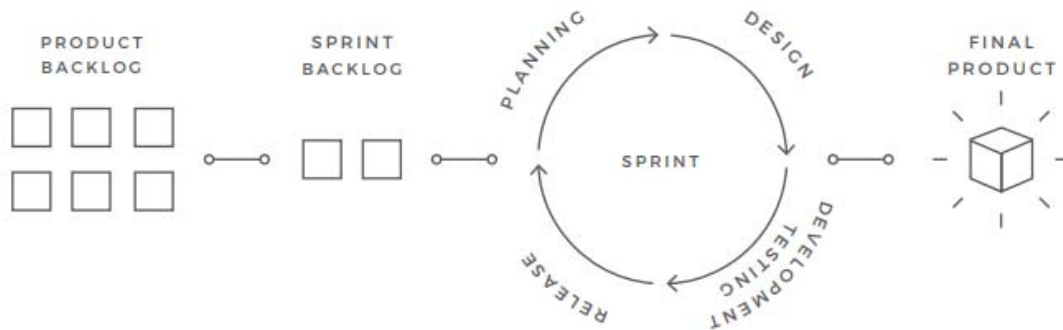 PRODUCT
BACKLOG
SPRINT
BACKLOG
PLANNING
DESIGN
SPRINT
DEVELOPMENT
TESTING
RELEASE
FINAL
PRODUCT